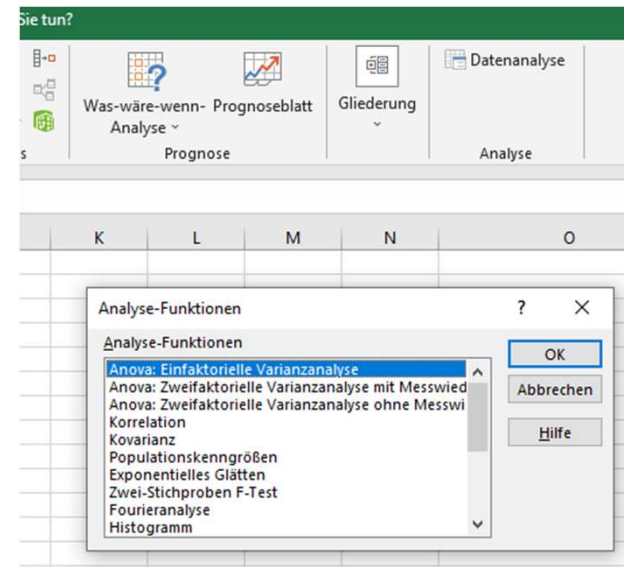 Sie tun?
Was-wäre-wenn-
Analyse
Prognoseblatt
Gliederung
Datenanalyse
s
Prognose
Analyse
K L M N O
Analyse-Funktionen ? ×
Analyse-Funktionen
Anova: Einfaktorielle Varianzanalyse
Anova: Zweifaktorielle Varianzanalyse mit Messwied
Anova: Zweifaktorielle Varianzanalyse ohne Messwi
Korrelation
Kovarianz
Populationskenngrößen
Exponentielles Glätten
Zwei-Stichproben F-Test
Fourieranalyse
Histogramm
OK
Abbrechen
Hilfe